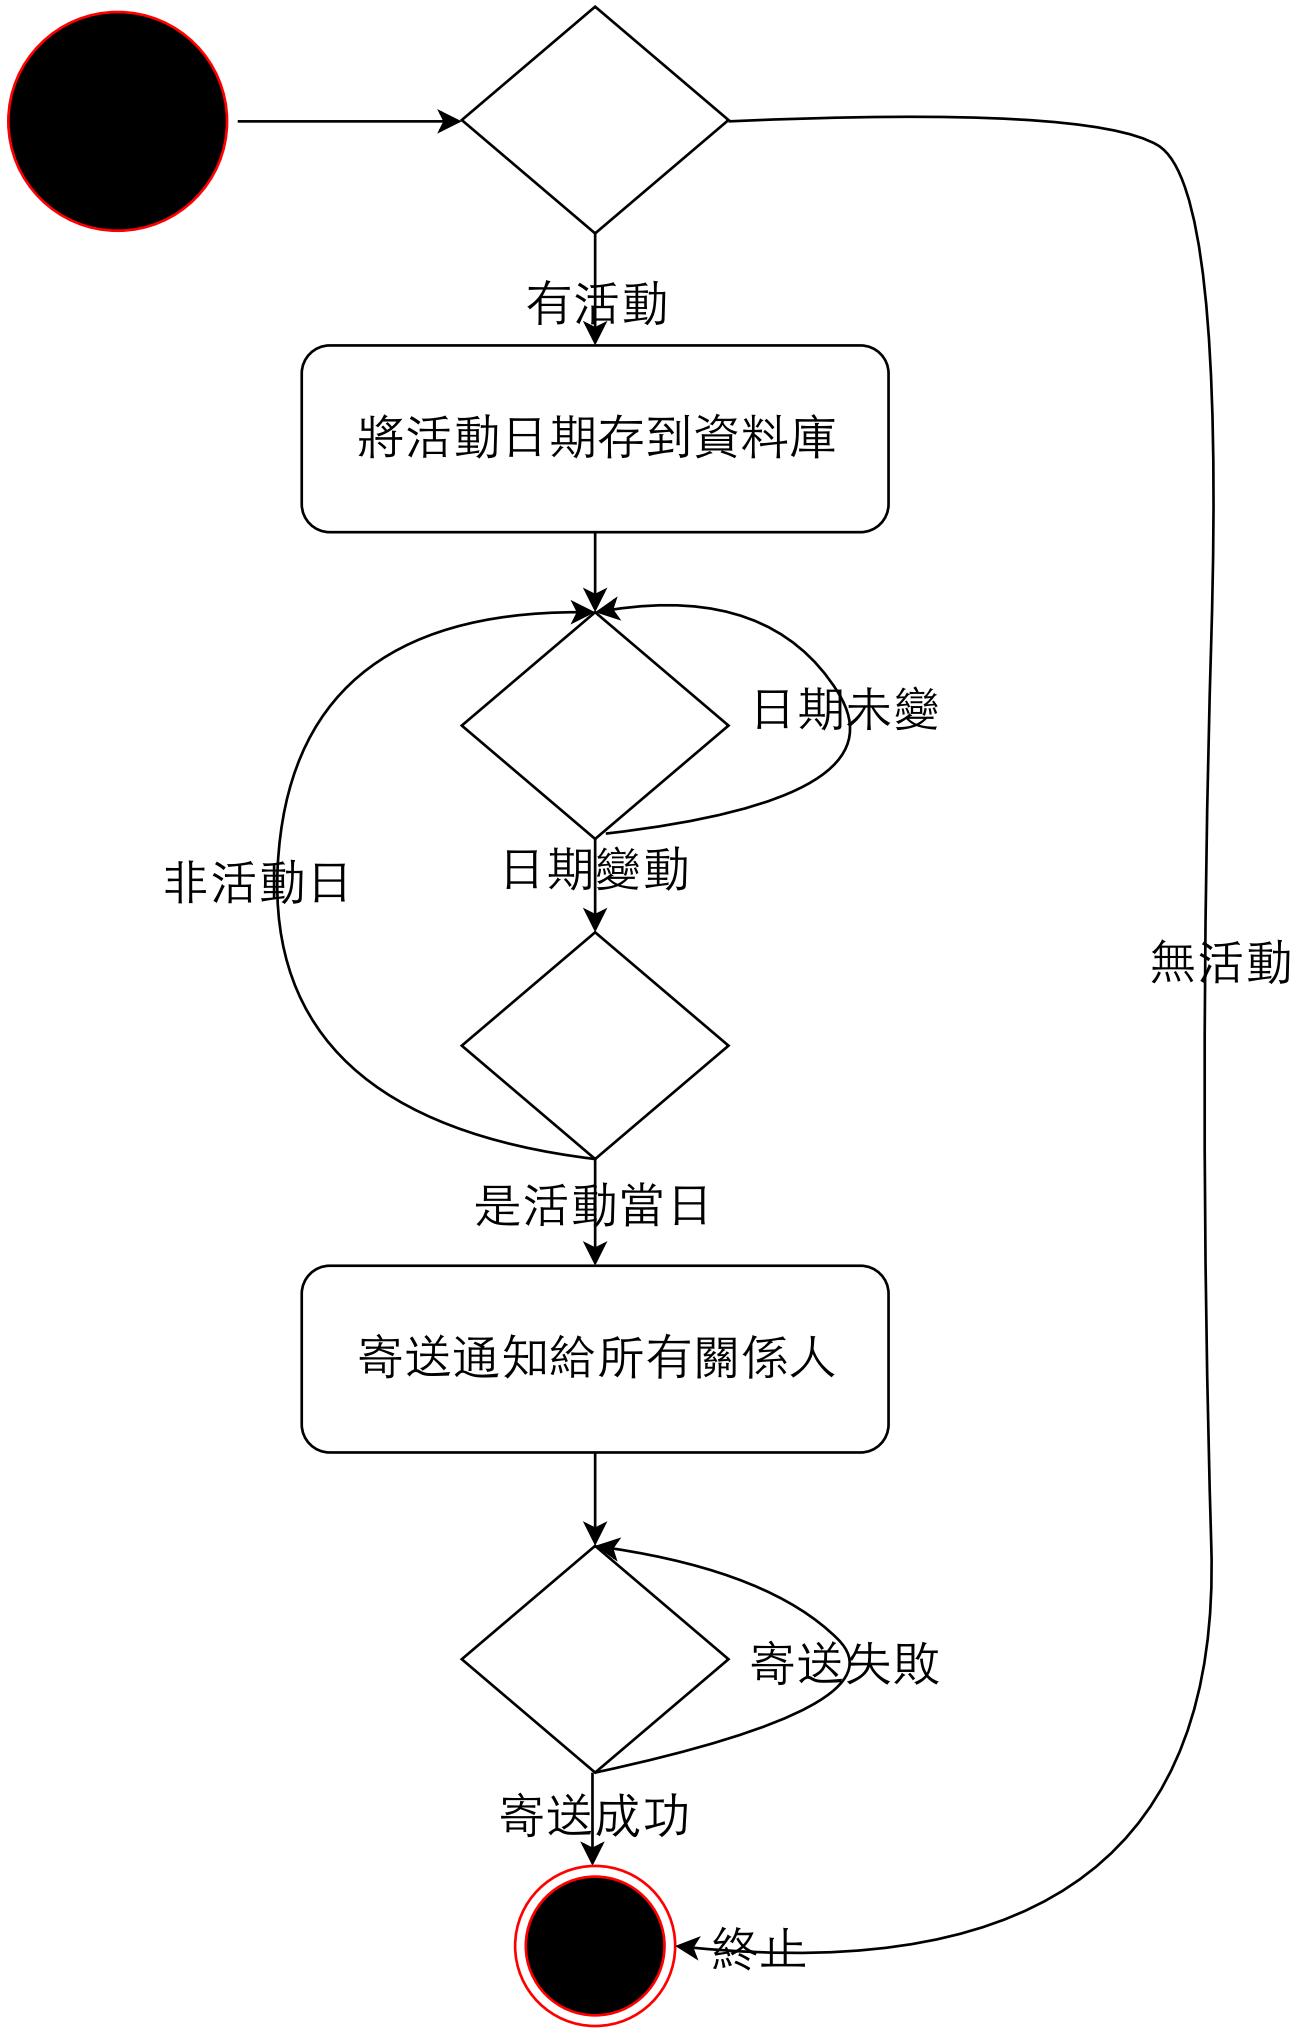 有活動
將活動日期存到資料庫
日期未變
日期變動
非活動日
無活動
是活動當日
寄送通知給所有關係人
寄送失敗
寄送成功
終止